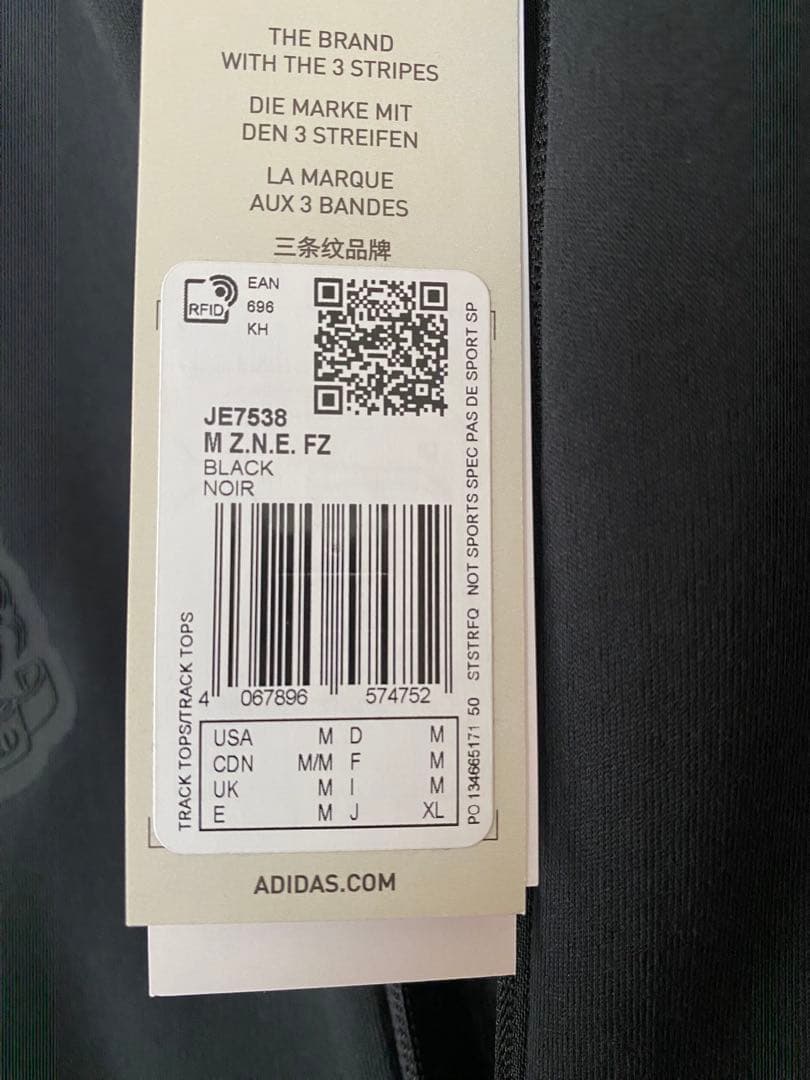 THE BRAND
WITH THE 3 STRIPES
DIE MARKE MIT
DEN 3 STREIFEN
LA MARQUE
AUX 3 BANDES
三条纹品牌
RFID
EAN
696
KH
JE7538
M Z.N.E. FZ
BLACK
NOIR
4 067896 574752
TRACK TOPS/TRACK TOPS
PO 134665171 50 STSTRFQ NOT SPORTS SPEC PAS DE SPORT SP
USA M D M
CDN M/M F M
UK M I M
E M J XL
ADIDAS.COM